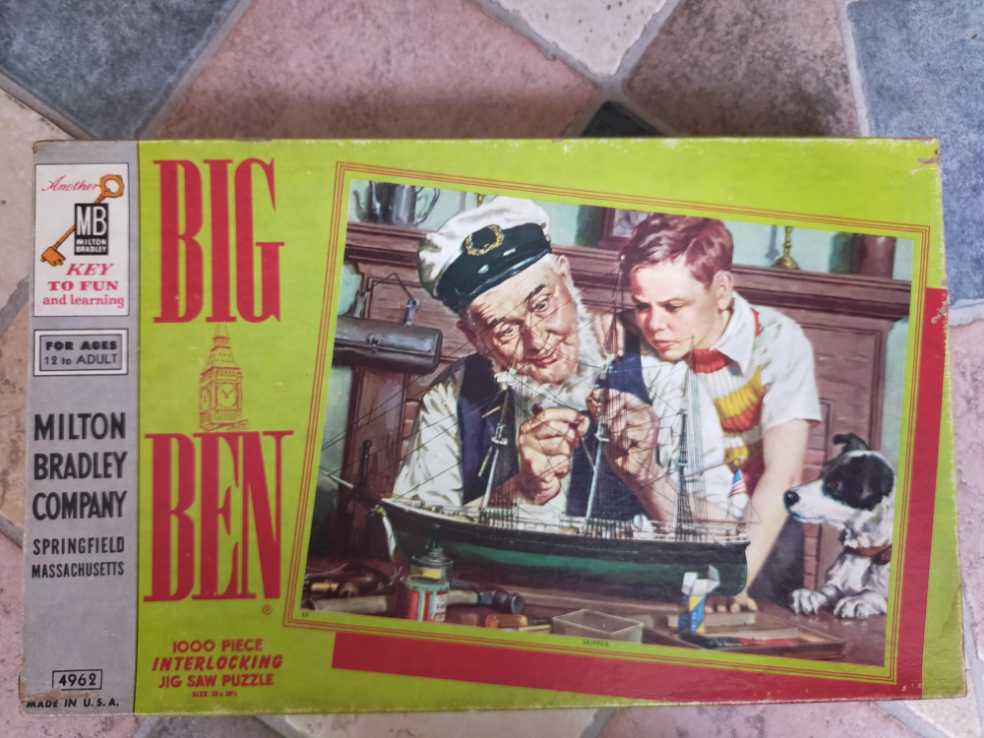 Another
MB
MILTON
BRADLEY
KEY
TO FUN
and learning
FOR AGES
12 to ADULT
MILTON
BRADLEY
COMPANY
SPRINGFIELD
MASSACHUSETTS
4962
MADE IN U.S.A.
BIG
BEN
®
1000 PIECE
INTERLOCKING
JIG SAW PUZZLE
SKIPPER